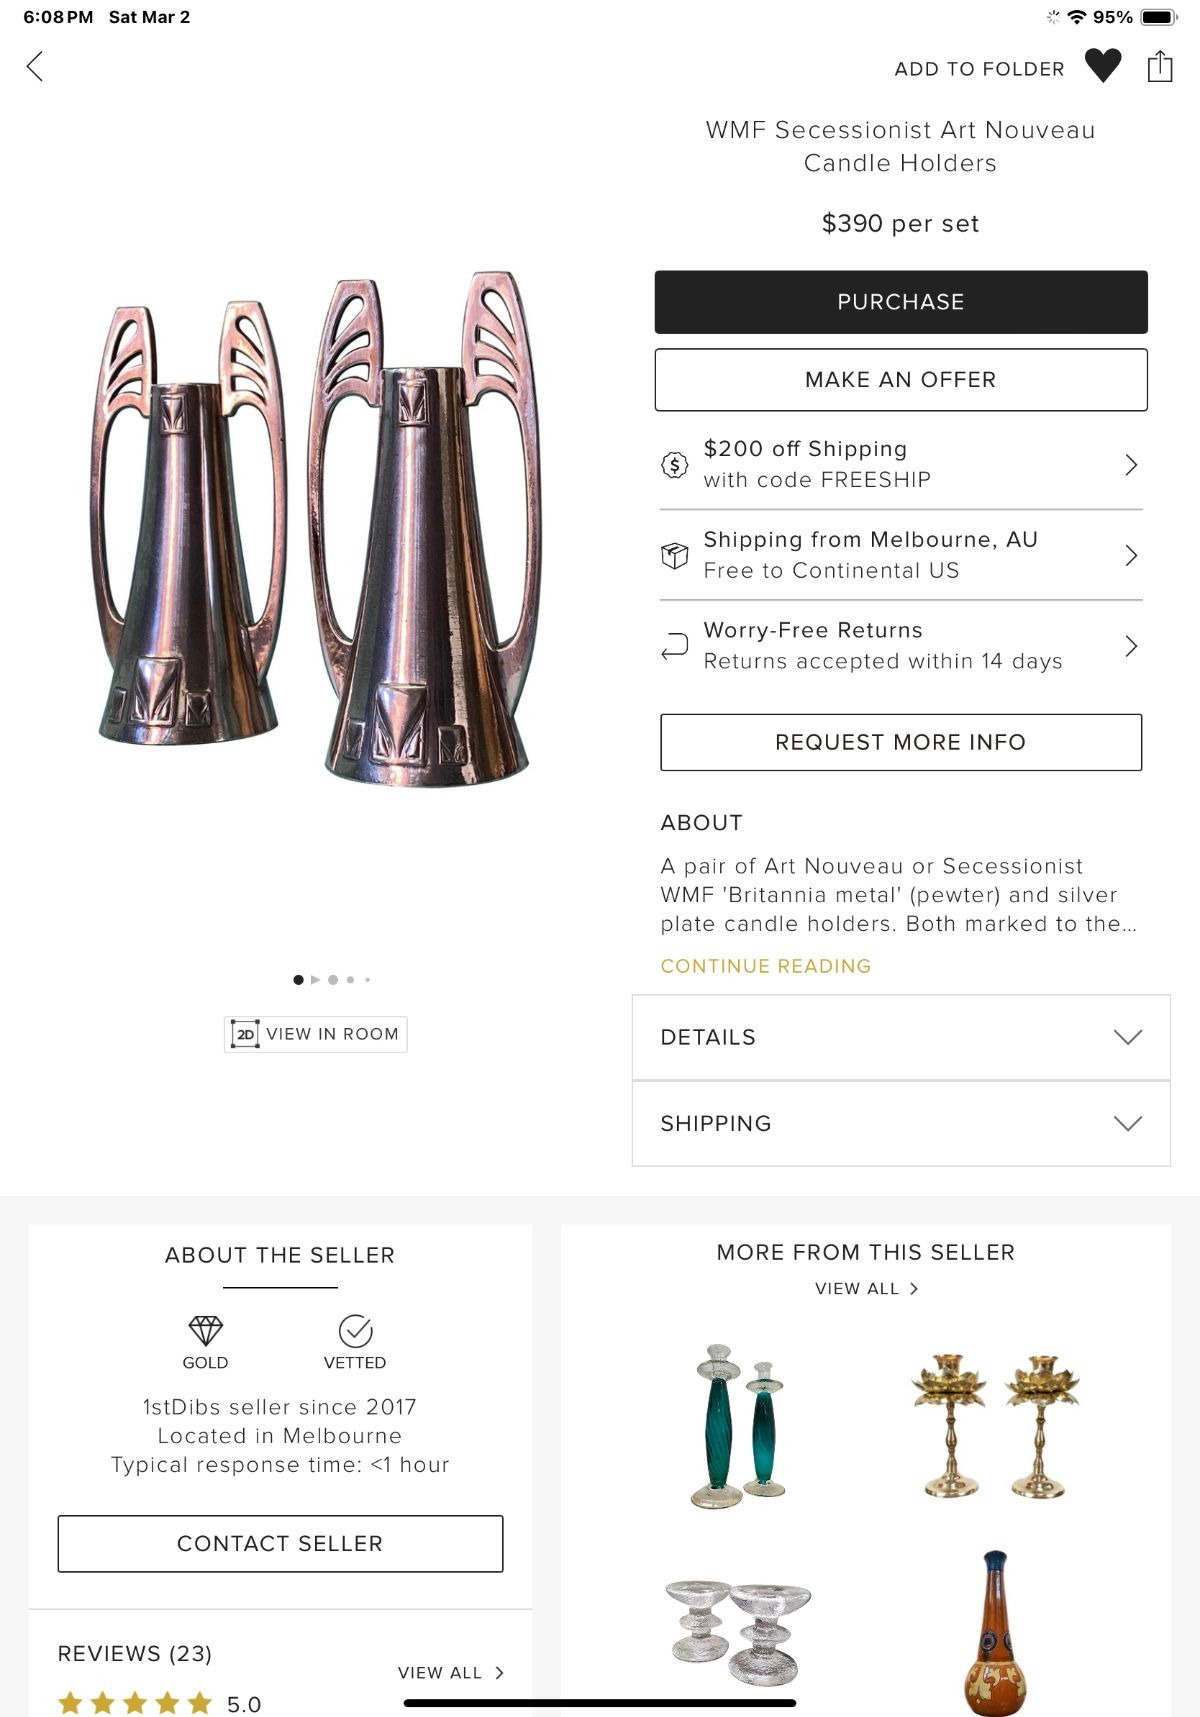 6:08 PM Sat Mar 2
95%
ADD TO FOLDER
WMF Secessionist Art Nouveau
Candle Holders
$390 per set
PURCHASE
MAKE AN OFFER
$200 off Shipping
with code FREESHIP
Shipping from Melbourne, AU
Free to Continental US
Worry-Free Returns
Returns accepted within 14 days
REQUEST MORE INFO
ABOUT
A pair of Art Nouveau or Secessionist
WMF 'Britannia metal' (pewter) and silver
plate candle holders. Both marked to the...
CONTINUE READING
2D VIEW IN ROOM
DETAILS
SHIPPING
ABOUT THE SELLER
GOLD
VETTED
1stDibs seller since 2017
Located in Melbourne
Typical response time: <1 hour
CONTACT SELLER
REVIEWS (23)
VIEW ALL
5.0
MORE FROM THIS SELLER
VIEW ALL